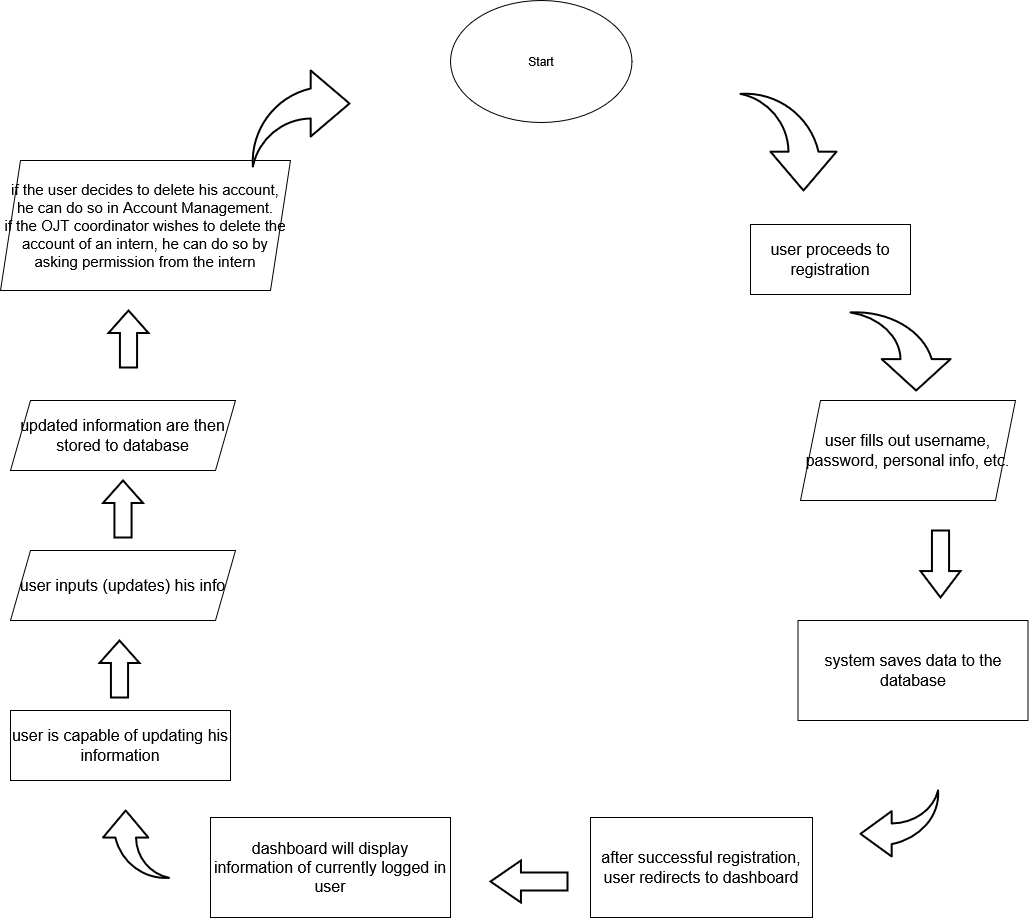 Start
user proceeds to
registration
user fills out username,
password, personal info, etc.
system saves data to the
database
after successful registration,
user redirects to dashboard
dashboard will display
information of currently logged in
user
user is capable of updating his
information
user inputs (updates) his info
updated information are then
stored to database
if the user decides to delete his account,
he can do so in Account Management.
if the OJT coordinator wishes to delete the
account of an intern, he can do so by
asking permission from the intern